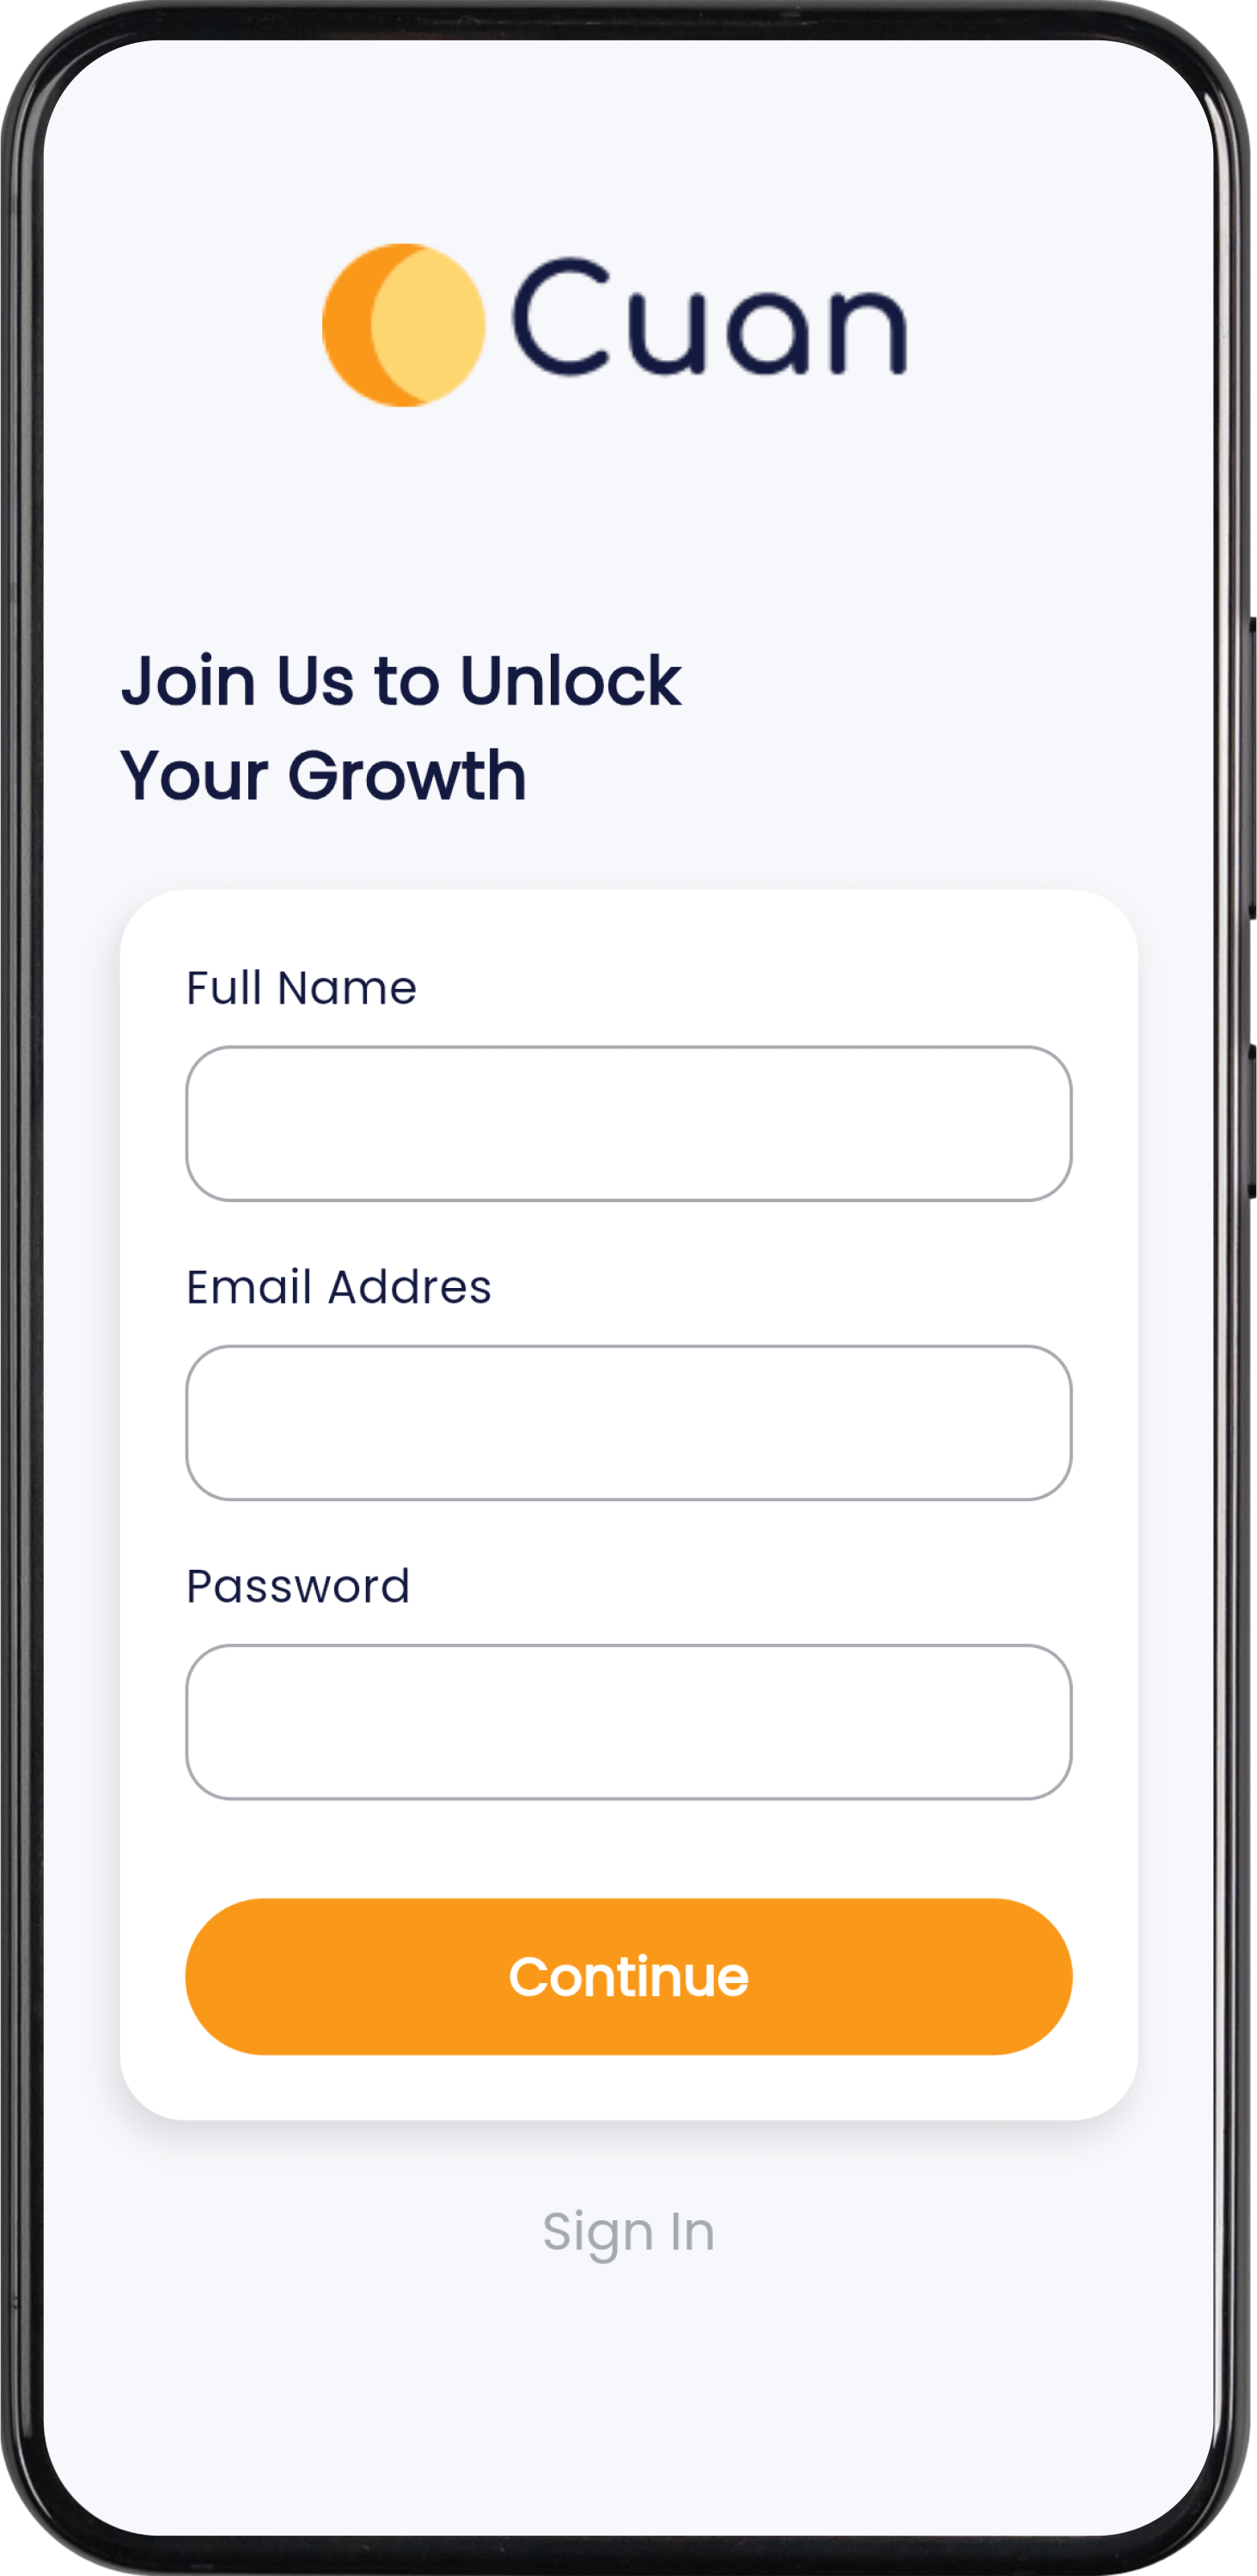 Cuan
Join Us to Unlock
Your Growth
Full Name
Email Addres
Password
Continue
Sign In